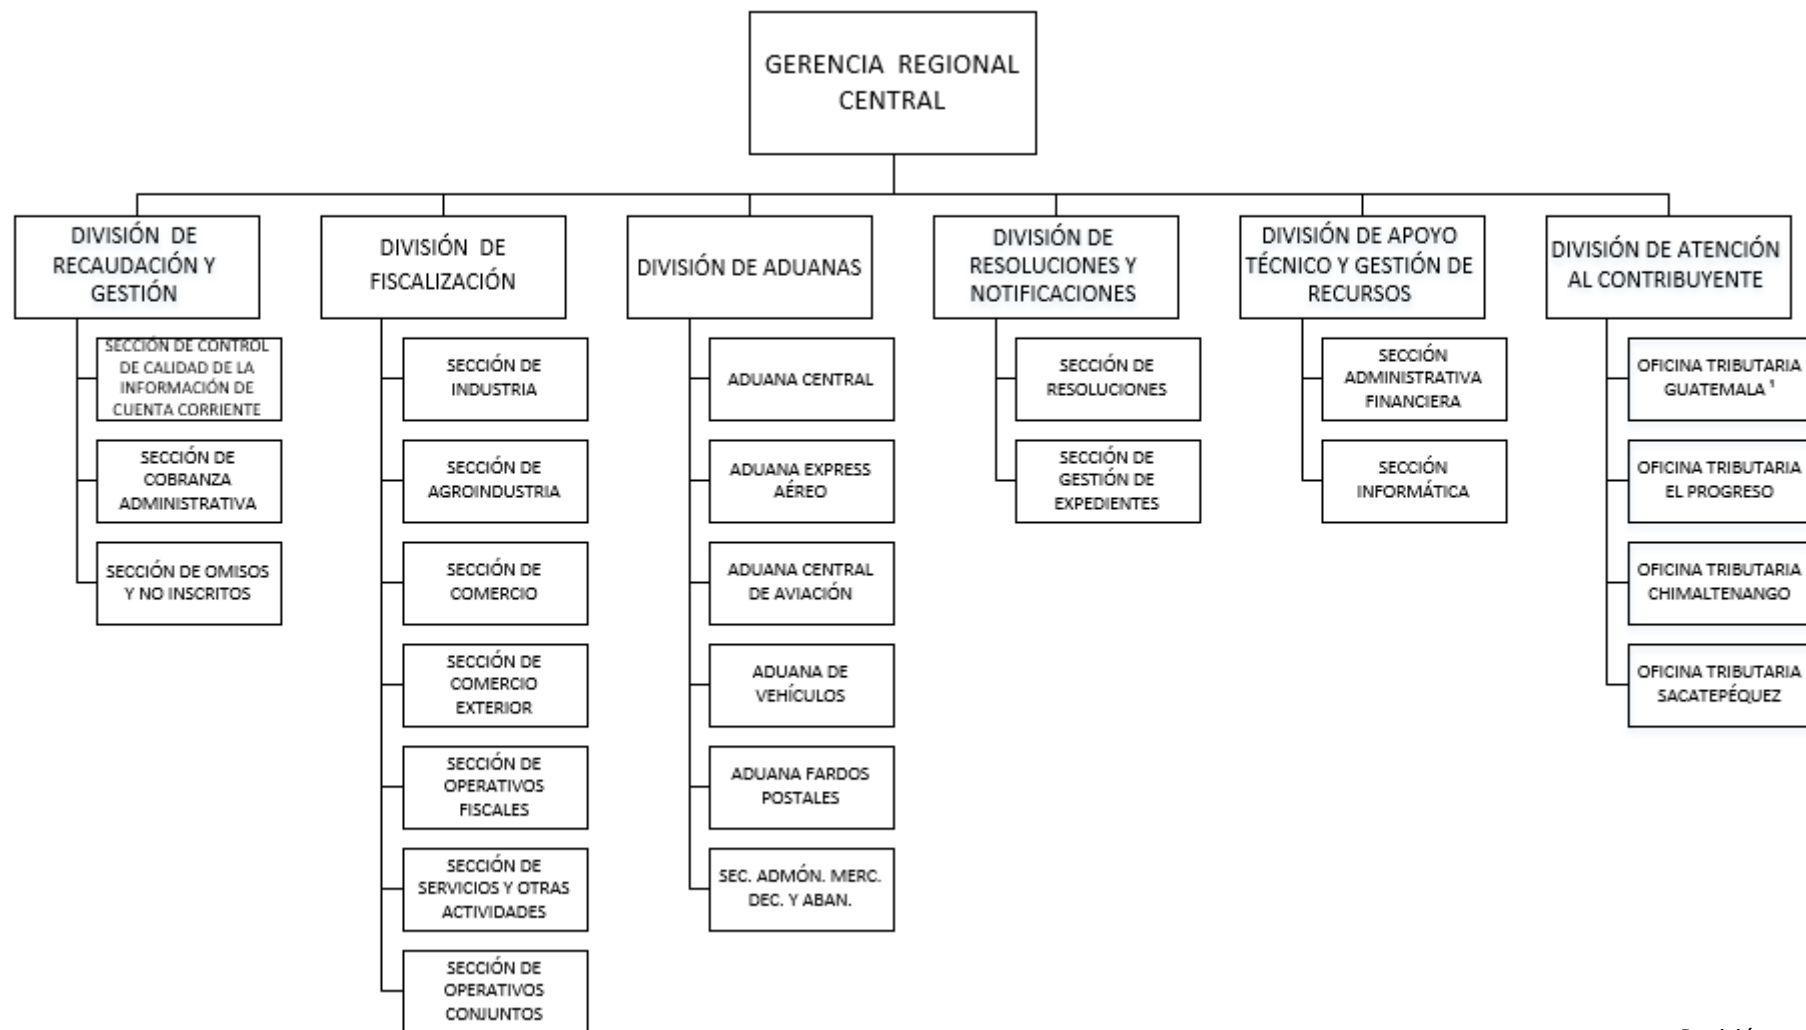 GERENCIA REGIONAL
CENTRAL
DIVISIÓN DE
RECAUDACIÓN Y
GESTIÓN
SECCIÓN DE CONTROL
DE CALIDAD DE LA
INFORMACIÓN DE
CUENTA CORRIENTE
SECCIÓN DE
COBRANZA
ADMINISTRATIVA
SECCIÓN DE OMISOS
Y NO INSCRITOS
DIVISIÓN DE
FISCALIZACIÓN
SECCIÓN DE
INDUSTRIA
SECCIÓN DE
AGROINDUSTRIA
SECCIÓN DE
COMERCIO
SECCIÓN DE
COMERCIO
EXTERIOR
SECCIÓN DE
OPERATIVOS
FISCALES
SECCIÓN DE
SERVICIOS Y OTRAS
ACTIVIDADES
SECCIÓN DE
OPERATIVOS
CONJUNTOS
DIVISIÓN DE ADUANAS
ADUANA CENTRAL
ADUANA EXPRESS
AÉREO
ADUANA CENTRAL
DE AVIACIÓN
ADUANA DE
VEHÍCULOS
ADUANA FARDOS
POSTALES
SEC. ADMÓN. MERC.
DEC. Y ABAN.
DIVISIÓN DE
RESOLUCIONES Y
NOTIFICACIONES
SECCIÓN DE
RESOLUCIONES
SECCIÓN DE
GESTIÓN DE
EXPEDIENTES
DIVISIÓN DE APOYO
TÉCNICO Y GESTIÓN DE
RECURSOS
SECCIÓN
ADMINISTRATIVA
FINANCIERA
SECCIÓN
INFORMÁTICA
DIVISIÓN DE ATENCIÓN
AL CONTRIBUYENTE
OFICINA TRIBUTARIA
GUATEMALA ¹
OFICINA TRIBUTARIA
EL PROGRESO
OFICINA TRIBUTARIA
CHIMALTENANGO
OFICINA TRIBUTARIA
SACATEPÉQUEZ